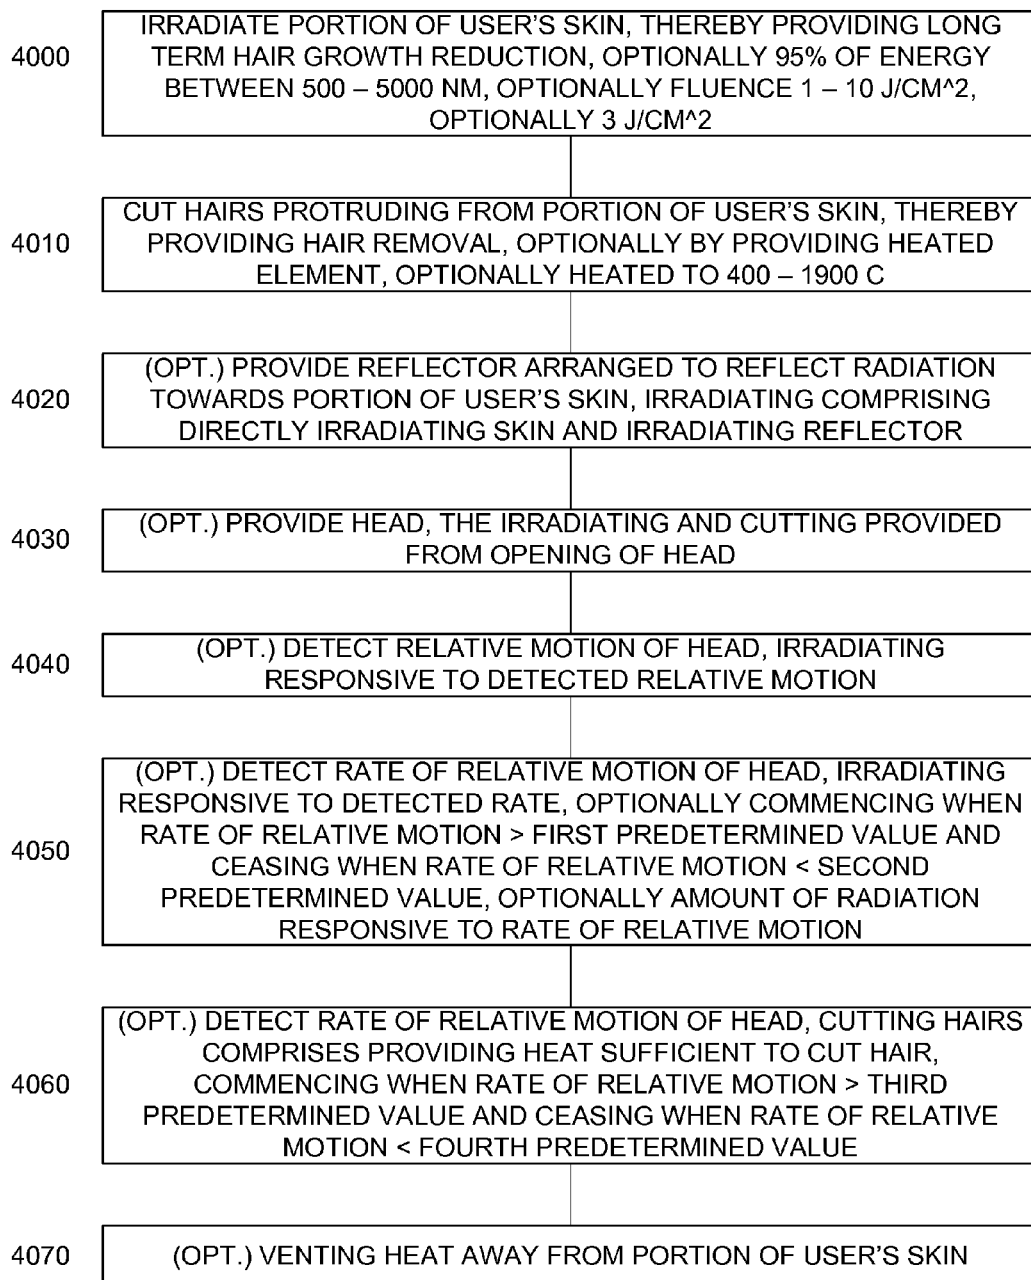 4000
IRRADIATE PORTION OF USER'S SKIN, THEREBY PROVIDING LONG
TERM HAIR GROWTH REDUCTION, OPTIONALLY 95% OF ENERGY
BETWEEN 500 – 5000 NM, OPTIONALLY FLUENCE 1 – 10 J/CM^2,
OPTIONALLY 3 J/CM^2
4010
CUT HAIRS PROTRUDING FROM PORTION OF USER'S SKIN, THEREBY
PROVIDING HAIR REMOVAL, OPTIONALLY BY PROVIDING HEATED
ELEMENT, OPTIONALLY HEATED TO 400 – 1900 C
4020
(OPT.) PROVIDE REFLECTOR ARRANGED TO REFLECT RADIATION
TOWARDS PORTION OF USER'S SKIN, IRRADIATING COMPRISING
DIRECTLY IRRADIATING SKIN AND IRRADIATING REFLECTOR
4030
(OPT.) PROVIDE HEAD, THE IRRADIATING AND CUTTING PROVIDED
FROM OPENING OF HEAD
4040
(OPT.) DETECT RELATIVE MOTION OF HEAD, IRRADIATING
RESPONSIVE TO DETECTED RELATIVE MOTION
4050
(OPT.) DETECT RATE OF RELATIVE MOTION OF HEAD, IRRADIATING
RESPONSIVE TO DETECTED RATE, OPTIONALLY COMMENCING WHEN
RATE OF RELATIVE MOTION > FIRST PREDETERMINED VALUE AND
CEASING WHEN RATE OF RELATIVE MOTION < SECOND
PREDETERMINED VALUE, OPTIONALLY AMOUNT OF RADIATION
RESPONSIVE TO RATE OF RELATIVE MOTION
4060
(OPT.) DETECT RATE OF RELATIVE MOTION OF HEAD, CUTTING HAIRS
COMPRISES PROVIDING HEAT SUFFICIENT TO CUT HAIR,
COMMENCING WHEN RATE OF RELATIVE MOTION > THIRD
PREDETERMINED VALUE AND CEASING WHEN RATE OF RELATIVE
MOTION < FOURTH PREDETERMINED VALUE
4070
(OPT.) VENTING HEAT AWAY FROM PORTION OF USER'S SKIN